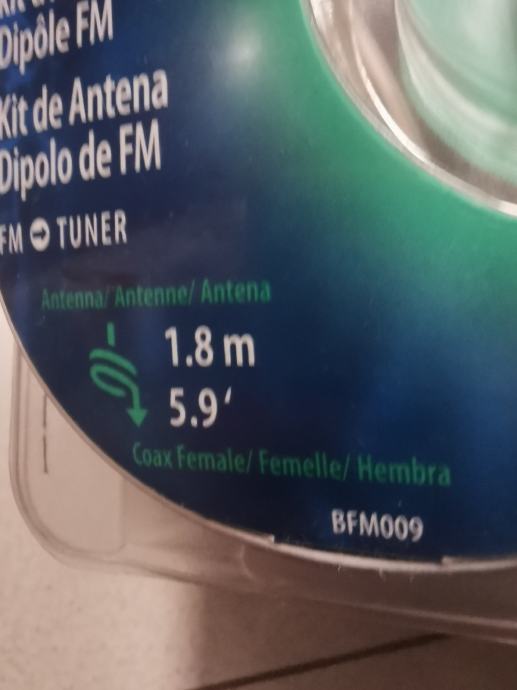 Kit d
Dipôle FM
Kit de Antena
Dipolo de FM
FM TUNER
Antenna/ Antenne/ Antena
1.8 m
5.9′
Coax Female/ Femelle/ Hembra
BFM009